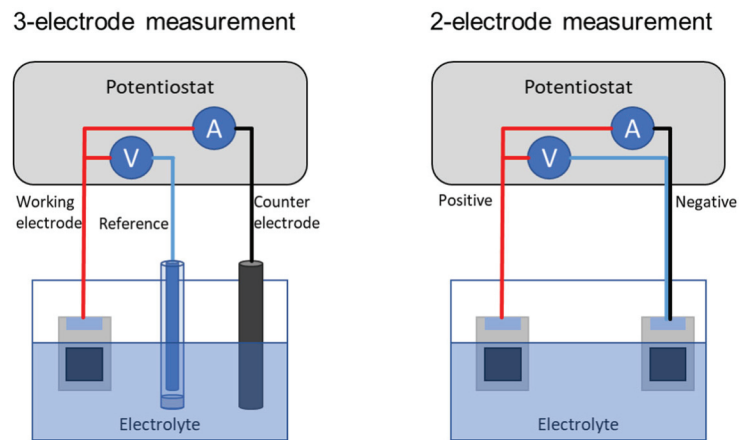 3-electrode measurement
Potentiostat
A
V
Working
electrode
Reference
Counter
electrode
Electrolyte
2-electrode measurement
Potentiostat
A
V
Positive
Negative
Electrolyte